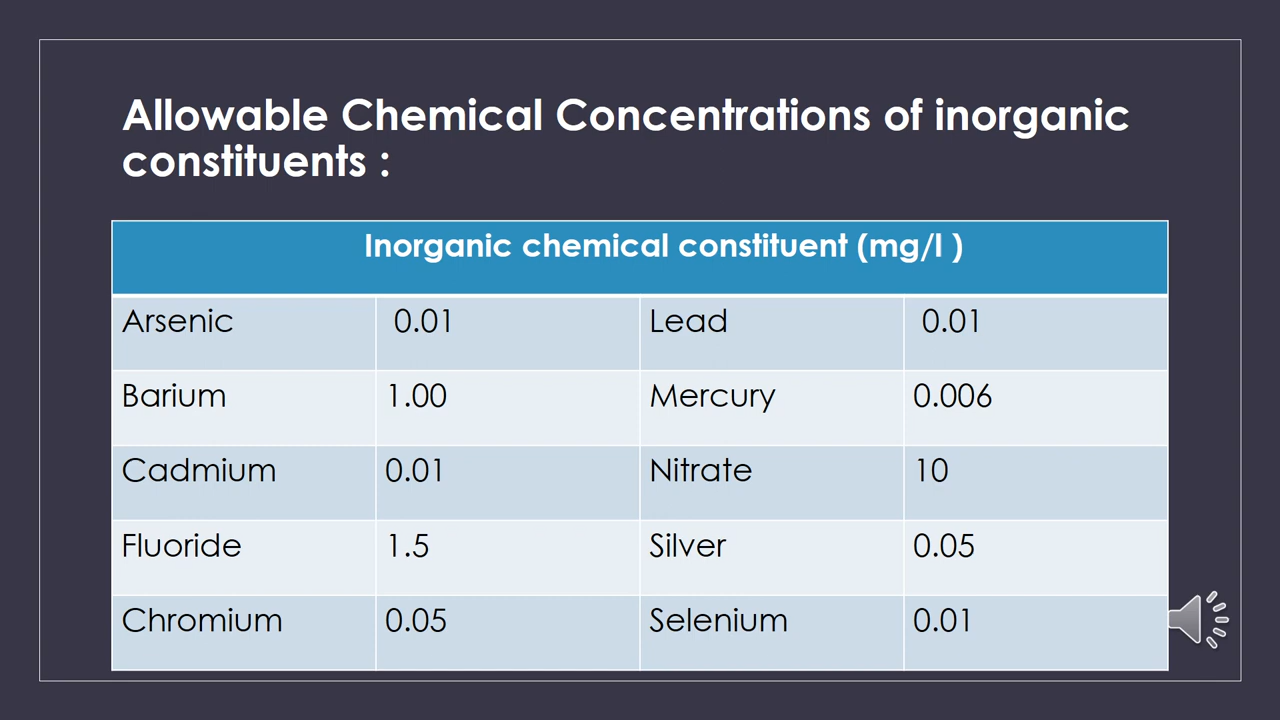 Allowable Chemical Concentrations of inorganic
constituents :
Inorganic chemical constituent (mg/l )
Arsenic 0.01 Lead 0.01
Barium 1.00 Mercury 0.006
Cadmium 0.01 Nitrate 10
Fluoride 1.5 Silver 0.05
Chromium 0.05 Selenium 0.01